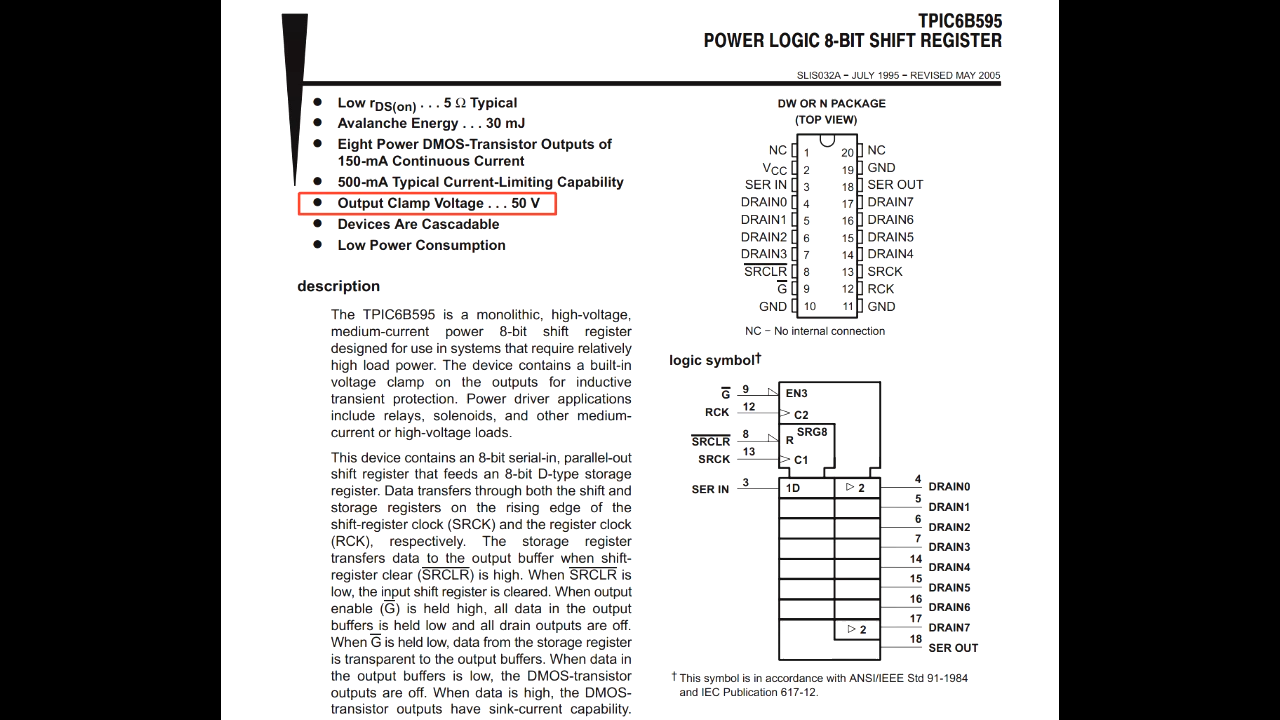 TPIC6B595
POWER LOGIC 8-BIT SHIFT REGISTER
SLIS032A − JULY 1995 − REVISED MAY 2005
● Low rDS(on) . . . 5 Ω Typical
● Avalanche Energy . . . 30 mJ
● Eight Power DMOS-Transistor Outputs of
150-mA Continuous Current
● 500-mA Typical Current-Limiting Capability
● Output Clamp Voltage . . . 50 V
● Devices Are Cascadable
● Low Power Consumption
description
The TPIC6B595 is a monolithic, high-voltage,
medium-current power 8-bit shift register
designed for use in systems that require relatively
high load power. The device contains a built-in
voltage clamp on the outputs for inductive
transient protection. Power driver applications
include relays, solenoids, and other medium-
current or high-voltage loads.
This device contains an 8-bit serial-in, parallel-out
shift register that feeds an 8-bit D-type storage
register. Data transfers through both the shift and
storage registers on the rising edge of the
shift-register clock (SRCK) and the register clock
(RCK), respectively. The storage register
transfers data to the output buffer when shift-
register clear (SRCLR) is high. When SRCLR is
low, the input shift register is cleared. When output
enable (G) is held high, all data in the output
buffers is held low and all drain outputs are off.
When G is held low, data from the storage register
is transparent to the output buffers. When data in
the output buffers is low, the DMOS-transistor
outputs are off. When data is high, the DMOS-
transistor outputs have sink-current capability.
DW OR N PACKAGE
(TOP VIEW)
NC 1 20 NC
VCC 2 19 GND
SER IN 3 18 SER OUT
DRAIN0 4 17 DRAIN7
DRAIN1 5 16 DRAIN6
DRAIN2 6 15 DRAIN5
DRAIN3 7 14 DRAIN4
SRCLR 8 13 SRCK
G 9 12 RCK
GND 10 11 GND
NC − No internal connection
logic symbol†
G 9 EN3
RCK 12 C2
SRG8
SRCLR 8 R
SRCK 13 C1
SER IN 3 1D 2 4 DRAIN0
5 DRAIN1
6 DRAIN2
7 DRAIN3
14 DRAIN4
15 DRAIN5
16 DRAIN6
2 17 DRAIN7
18 SER OUT
† This symbol is in accordance with ANSI/IEEE Std 91-1984
and IEC Publication 617-12.